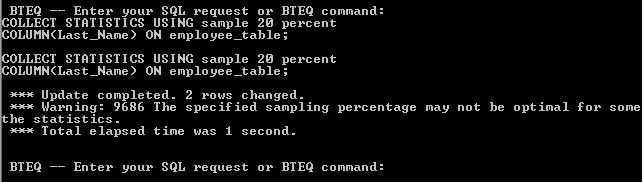 BTEQ -- Enter your SQL request or BTEQ command:
COLLECT STATISTICS USING sample 20 percent
COLUMN(Last_Name) ON employee_table;
COLLECT STATISTICS USING sample 20 percent
COLUMN(Last_Name) ON employee_table;
*** Update completed. 2 rows changed.
*** Warning: 9686 The specified sampling percentage may not be optimal for some
the statistics.
*** Total elapsed time was 1 second.
BTEQ -- Enter your SQL request or BTEQ command: